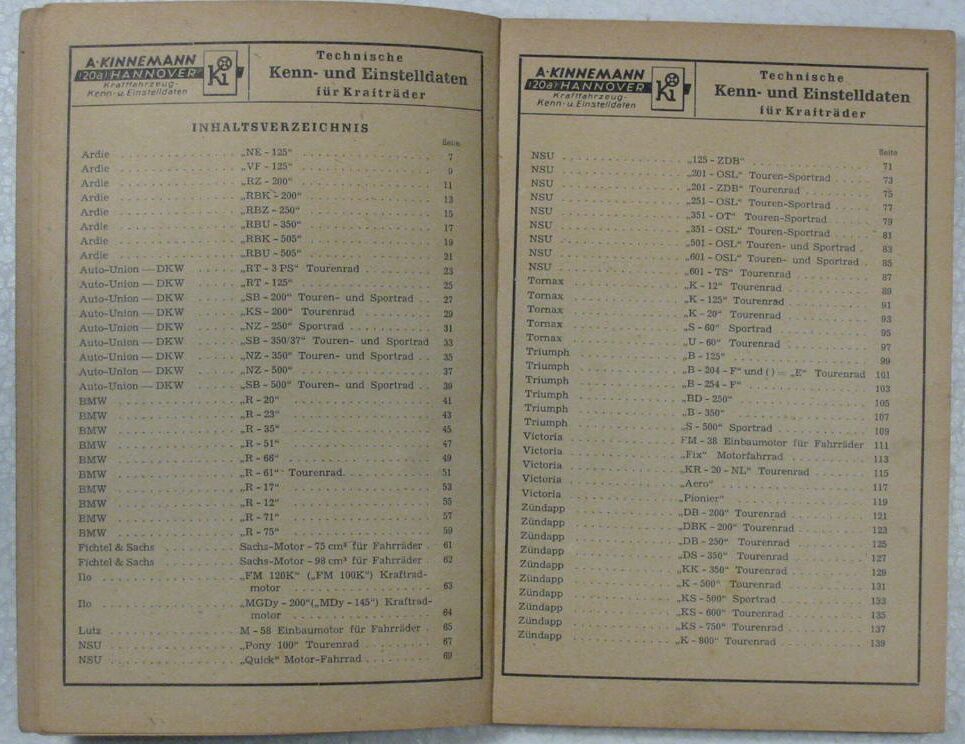 A·KINNEMANN
(20a) HANNOVER
Kraftfahrzeug-
Kenn- u. Einstelldaten
Ki
Technische
Kenn- und Einstelldaten
für Krafträder
INHALTSVERZEICHNIS
Seite
Ardie „NE - 125“ 7
Ardie „VF - 125“ 9
Ardie „RZ - 200“ 11
Ardie „RBK - 200“ 13
Ardie „RBZ - 250“ 15
Ardie „RBU - 350“ 17
Ardie „RBK - 505“ 19
Ardie „RBU - 505“ 21
Auto-Union — DKW „RT - 3 PS“ Tourenrad 23
Auto-Union — DKW „RT - 125“ 25
Auto-Union — DKW „SB - 200“ Touren- und Sportrad 27
Auto-Union — DKW „KS - 200“ Tourenrad 29
Auto-Union — DKW „NZ - 250“ Sportrad 31
Auto-Union — DKW „SB - 350/37“ Touren- und Sportrad 33
Auto-Union — DKW „NZ - 350“ Touren- und Sportrad 35
Auto-Union — DKW „NZ - 500“ 37
Auto-Union — DKW „SB - 500“ Touren- und Sportrad 39
BMW „R - 20“ 41
BMW „R - 23“ 43
BMW „R - 35“ 45
BMW „R - 51“ 47
BMW „R - 66“ 49
BMW „R - 61“ Tourenrad 51
BMW „R - 17“ 53
BMW „R - 12“ 55
BMW „R - 71“ 57
BMW „R - 75“ 59
Fichtel & Sachs Sachs-Motor - 75 cm³ für Fahrräder 61
Fichtel & Sachs Sachs-Motor - 98 cm³ für Fahrräder 62
Ilo „FM 120K“ („FM 100K“) Kraftrad-
motor 63
Ilo „MGDy - 200“(„MDy - 145“) Kraftrad-
motor 64
Lutz M - 58 Einbaumotor für Fahrräder 65
NSU „Pony 100“ Tourenrad 67
NSU „Quick“ Motor-Fahrrad 69
A·KINNEMANN
(20a) HANNOVER
Kraftfahrzeug-
Kenn- u. Einstelldaten
Ki
Technische
Kenn- und Einstelldaten
für Krafträder
Seite
NSU „125 - ZDB“ 71
NSU „201 - OSL“ Touren-Sportrad 73
NSU „201 - ZDB“ Tourenrad 75
NSU „251 - OSL“ Touren-Sportrad 77
NSU „351 - OT“ Touren-Sportrad 79
NSU „351 - OSL“ Touren-Sportrad 81
NSU „501 - OSL“ Touren- und Sportrad 83
NSU „601 - OSL“ Touren- und Sportrad 85
NSU „601 - TS“ Tourenrad 87
Tornax „K - 12“ Tourenrad 89
Tornax „K - 125“ Tourenrad 91
Tornax „K - 20“ Tourenrad 93
Tornax „S - 60“ Sportrad 95
Tornax „U - 60“ Tourenrad 97
Triumph „B - 125“ 99
Triumph „B - 204 - F“ und ( ) = „E“ Tourenrad 101
Triumph „B - 254 - F“ 103
Triumph „BD - 250“ 105
Triumph „B - 350“ 107
Triumph „S - 500“ Sportrad 109
Victoria FM - 38 Einbaumotor für Fahrräder 111
Victoria „Fix“ Motorfahrrad 113
Victoria „KR - 20 - NL“ Tourenrad 115
Victoria „Aero“ 117
Victoria „Pionier“ 119
Zündapp „DB - 200“ Tourenrad 121
Zündapp „DBK - 200“ Tourenrad 123
Zündapp „DB - 250“ Tourenrad 125
Zündapp „DS - 350“ Tourenrad 127
Zündapp „KK - 350“ Tourenrad 129
Zündapp „K - 500“ Tourenrad 131
Zündapp „KS - 500“ Sportrad 133
Zündapp „KS - 600“ Tourenrad 135
Zündapp „KS - 750“ Tourenrad 137
Zündapp „K - 800“ Tourenrad 139